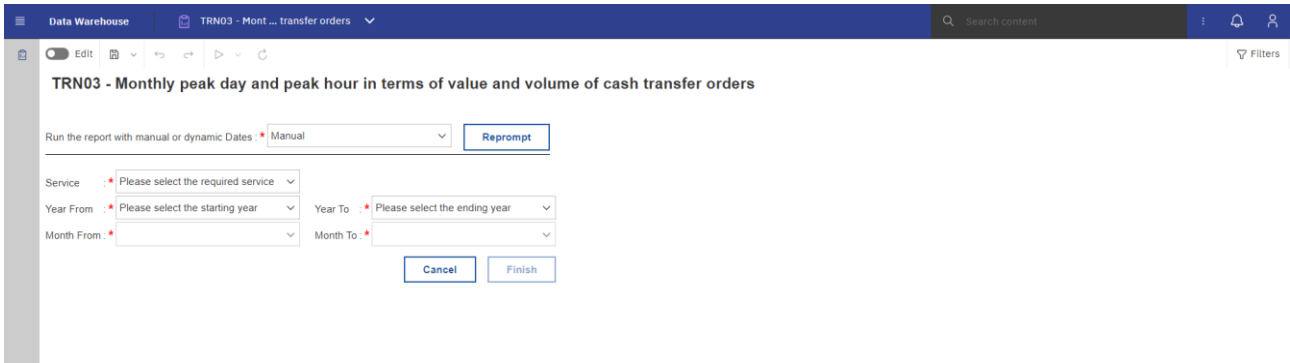 Data Warehouse
TRN03 - Mont ... transfer orders
Search content
Edit
Filters
TRN03 - Monthly peak day and peak hour in terms of value and volume of cash transfer orders
Run the report with manual or dynamic Dates : * Manual
Reprompt
Service : * Please select the required service
Year From : * Please select the starting year Year To : * Please select the ending year
Month From : * Month To : *
Cancel Finish